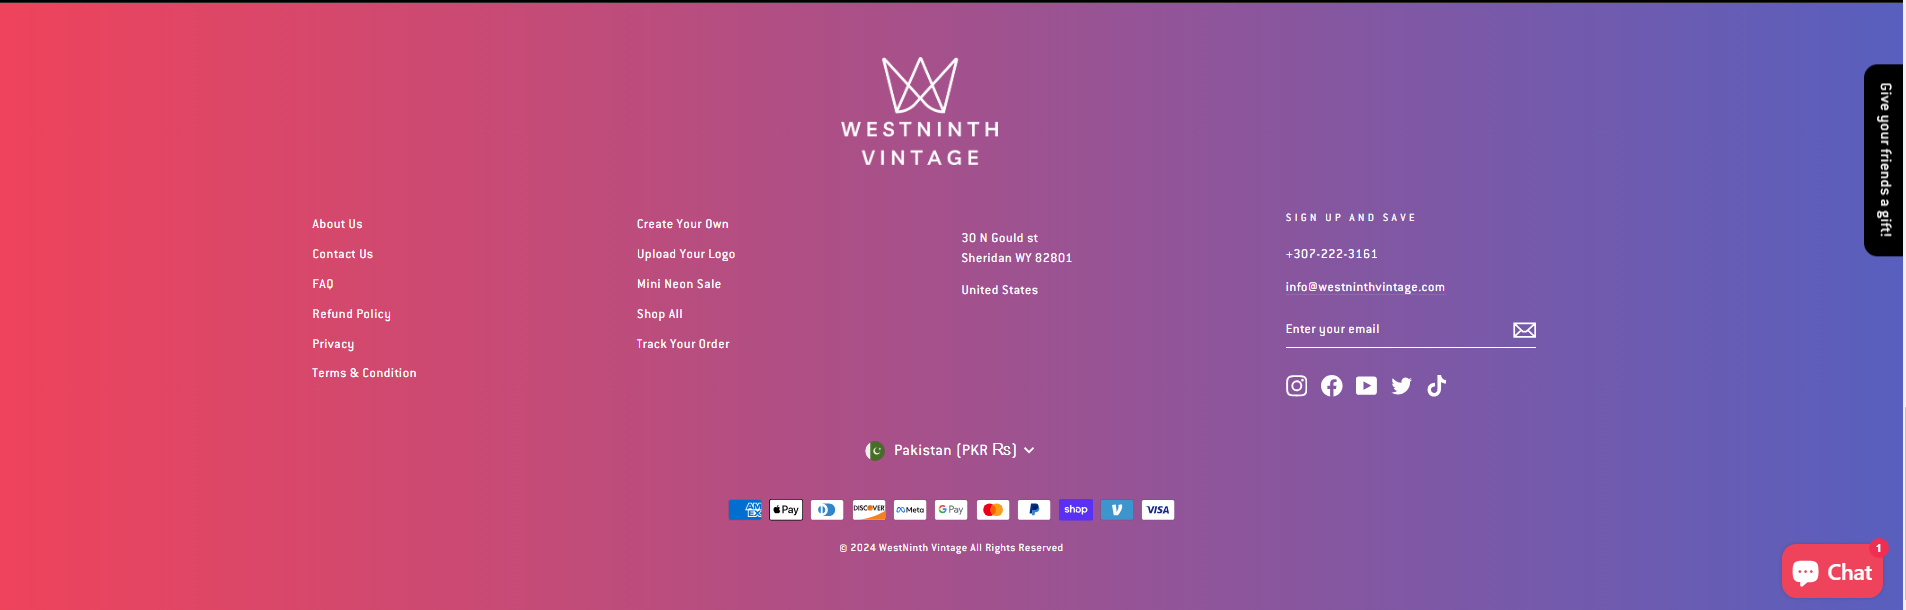 WESTNINTH
VINTAGE
Give your friends a gift!
About Us
Contact Us
FAQ
Refund Policy
Privacy
Terms & Condition
Create Your Own
Upload Your Logo
Mini Neon Sale
Shop All
Track Your Order
30 N Gould st
Sheridan WY 82801
United States
SIGN UP AND SAVE
+307-222-3161
info@westninthvintage.com
Enter your email
Pakistan (PKR ₨)
AM
EX
Pay
DISCOVER
Meta
G Pay
shop
VISA
© 2024 WestNinth Vintage All Rights Reserved
1
Chat